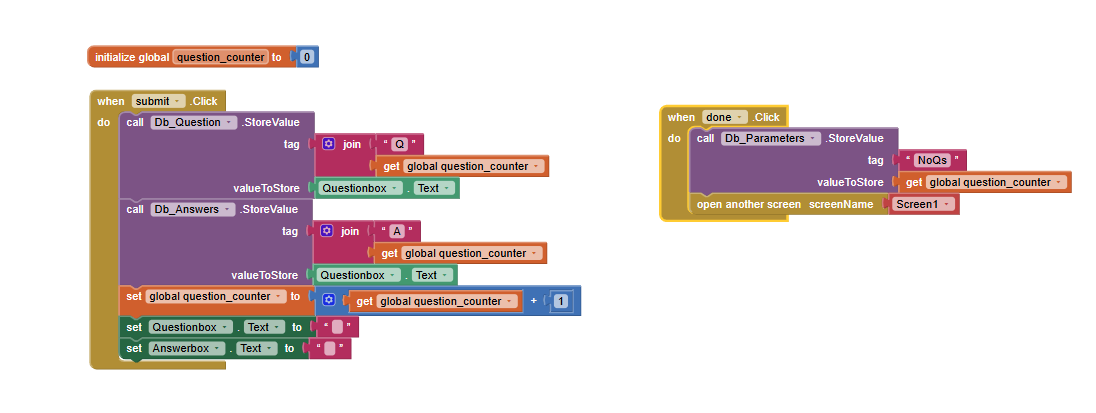 initialize global question_counter to 0
when submit .Click
do call Db_Question .StoreValue
tag join “ Q ”
get global question_counter
valueToStore Questionbox . Text
call Db_Answers .StoreValue
tag join “ A ”
get global question_counter
valueToStore Questionbox . Text
set global question_counter to get global question_counter + 1
set Questionbox . Text to “ ”
set Answerbox . Text to “ ”
when done .Click
do call Db_Parameters .StoreValue
tag “ NoQs ”
valueToStore get global question_counter
open another screen screenName Screen1